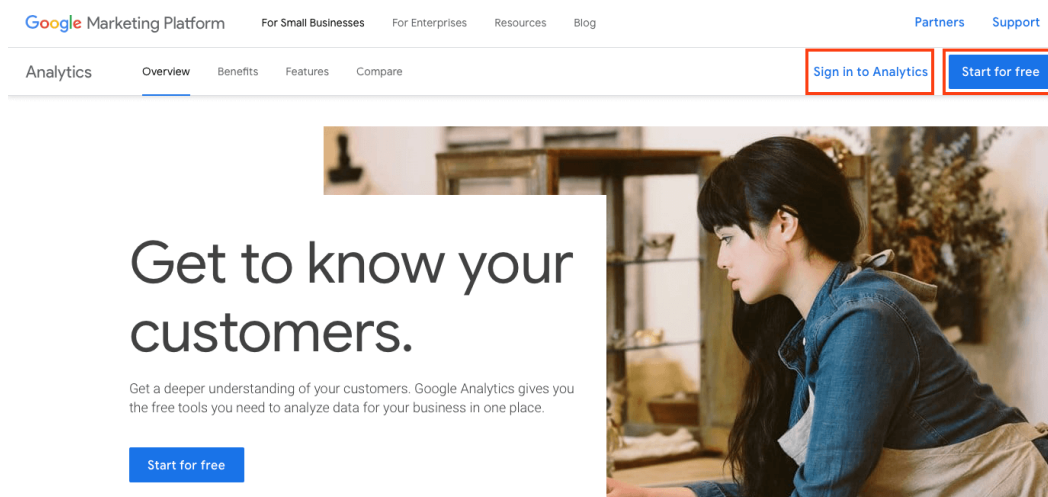 Google Marketing Platform For Small Businesses For Enterprises Resources Blog Partners Support
Analytics Overview Benefits Features Compare Sign in to Analytics Start for free
Get to know your
customers.
Get a deeper understanding of your customers. Google Analytics gives you
the free tools you need to analyze data for your business in one place.
Start for free